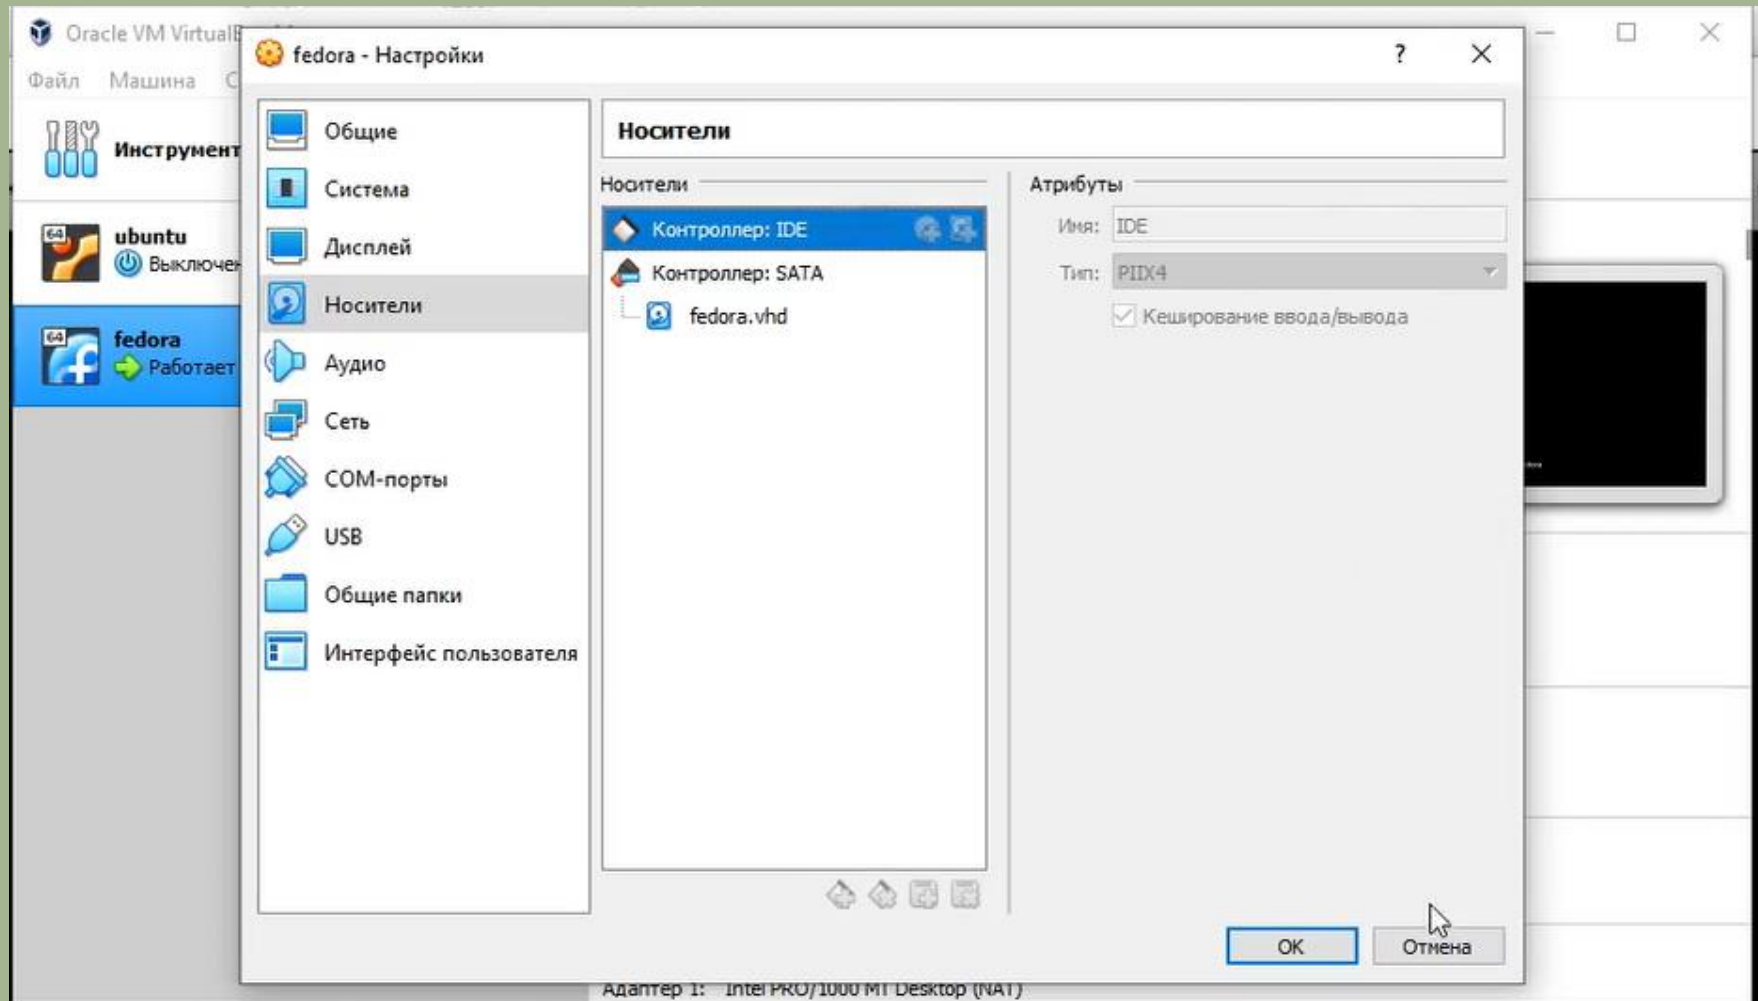 Oracle VM VirtualB
fedora - Настройки
?
Файл Машина С
Инструмент
64
ubuntu
Выключен
64
fedora
Работает
Общие
Система
Дисплей
Носители
Аудио
Сеть
COM-порты
USB
Общие папки
Интерфейс пользователя
Носители
Носители
Контроллер: IDE
Контроллер: SATA
fedora.vhd
Атрибуты
Имя: IDE
Тип: PIIX4
Кеширование ввода/вывода
OK
Отмена
Адаптер 1: Intel PRO/1000 MT Desktop (NAT)